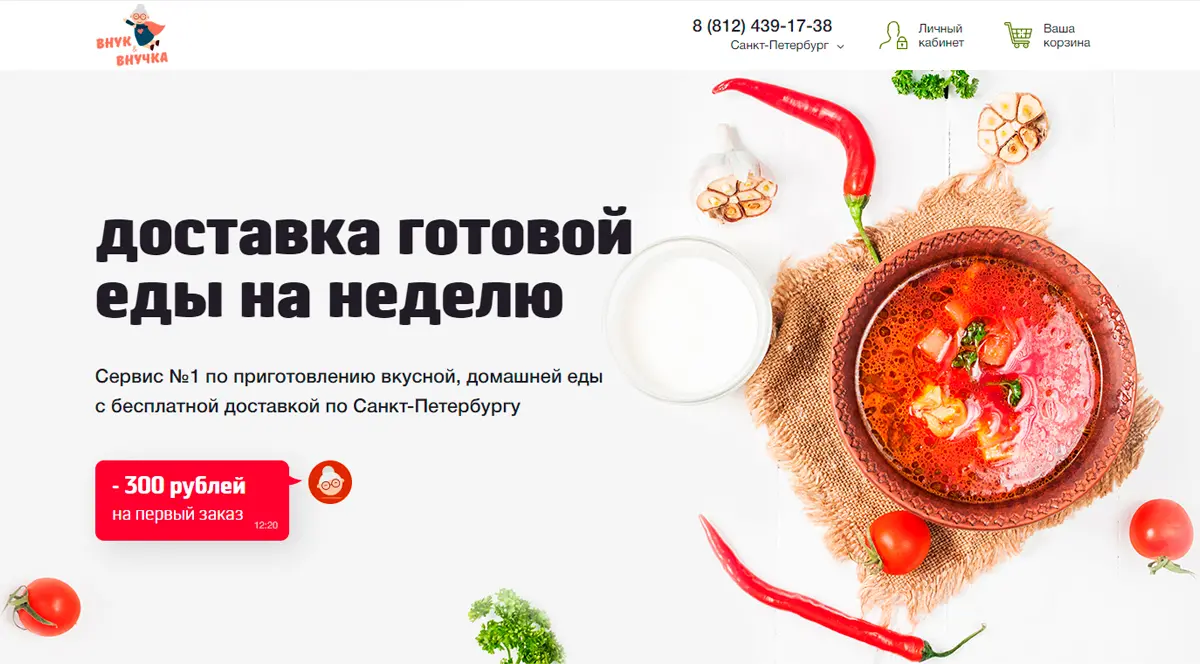 ВНУК
&
ВНУЧКА
8 (812) 439-17-38
Санкт-Петербург
Личный
кабинет
Ваша
корзина
доставка готовой
еды на неделю
Сервис №1 по приготовлению вкусной, домашней еды
с бесплатной доставкой по Санкт-Петербургу
- 300 рублей
на первый заказ
12:20